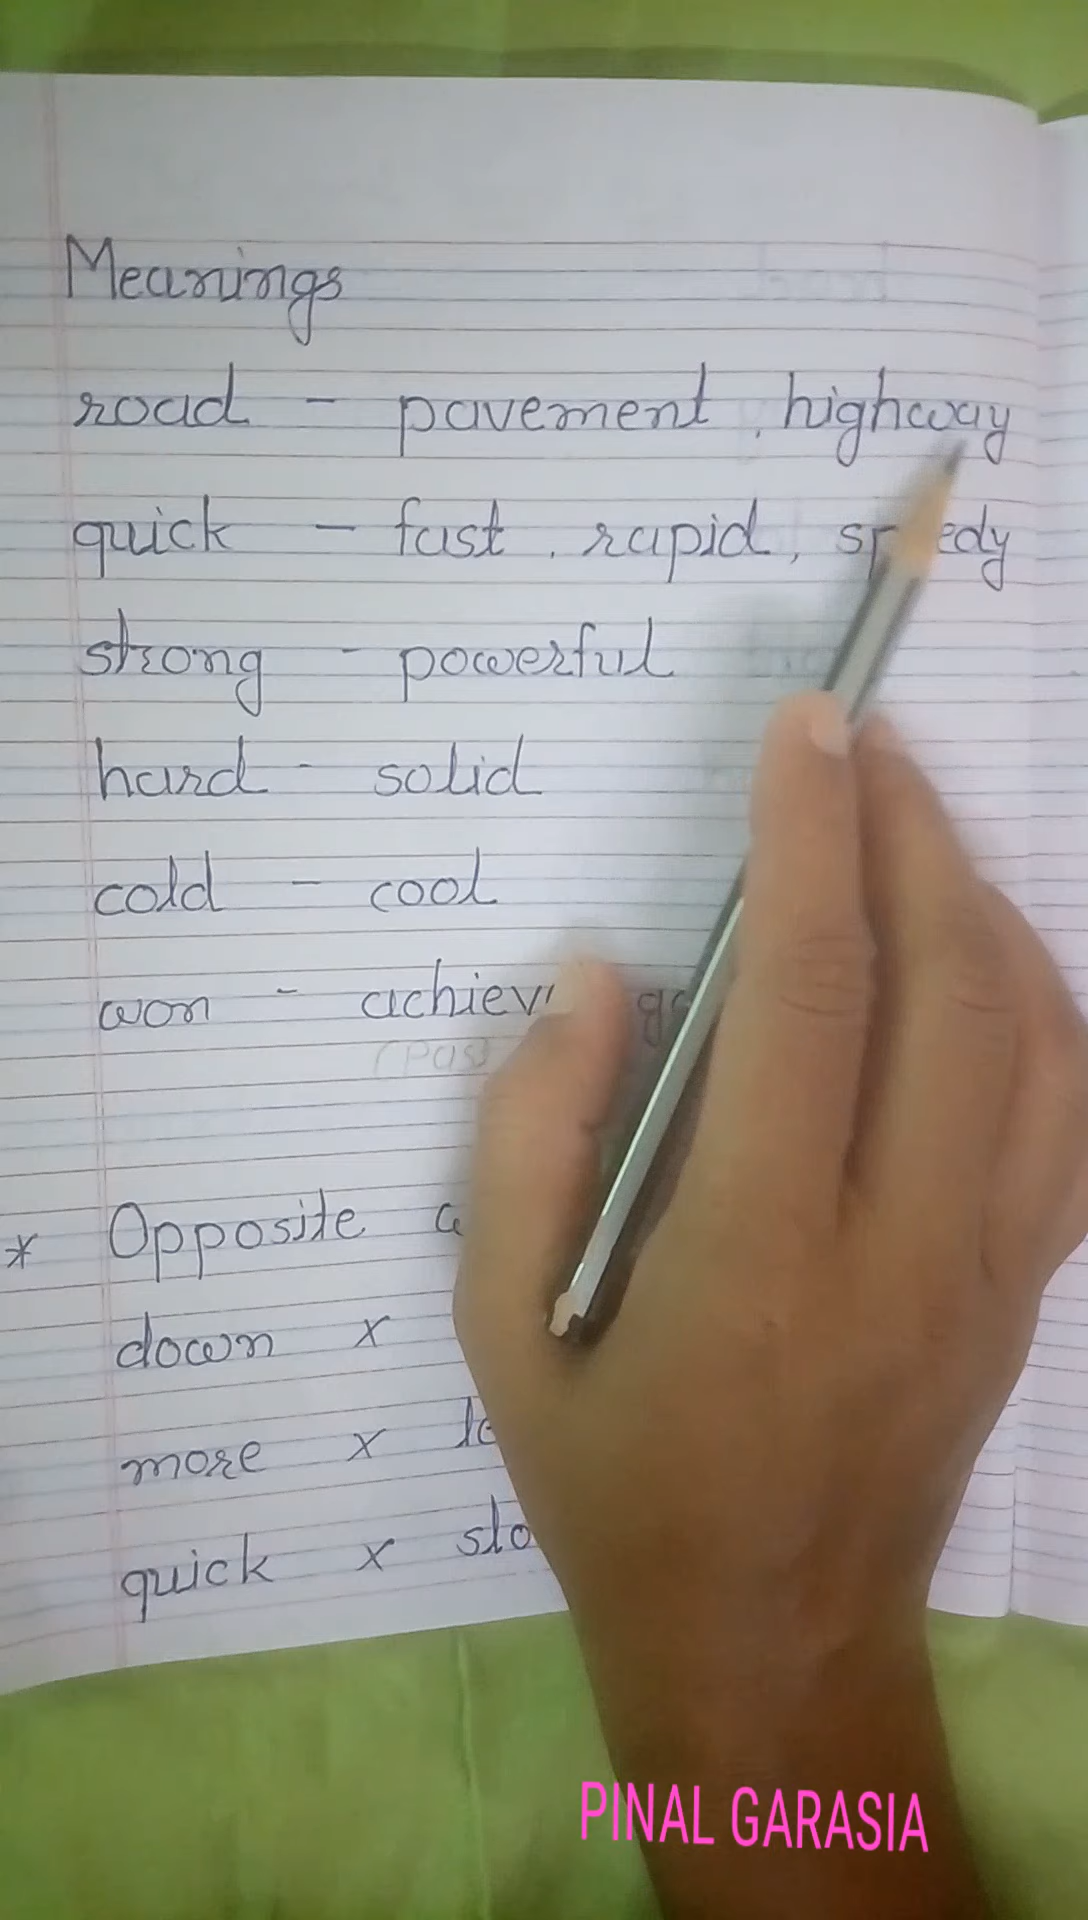 Meanings
road - pavement, highway
quick - fast, rapid, speedy
strong - powerful
hard - solid
cold - cool
won -
* Opposite
down x
more x
quick x
PINAL GARASIA